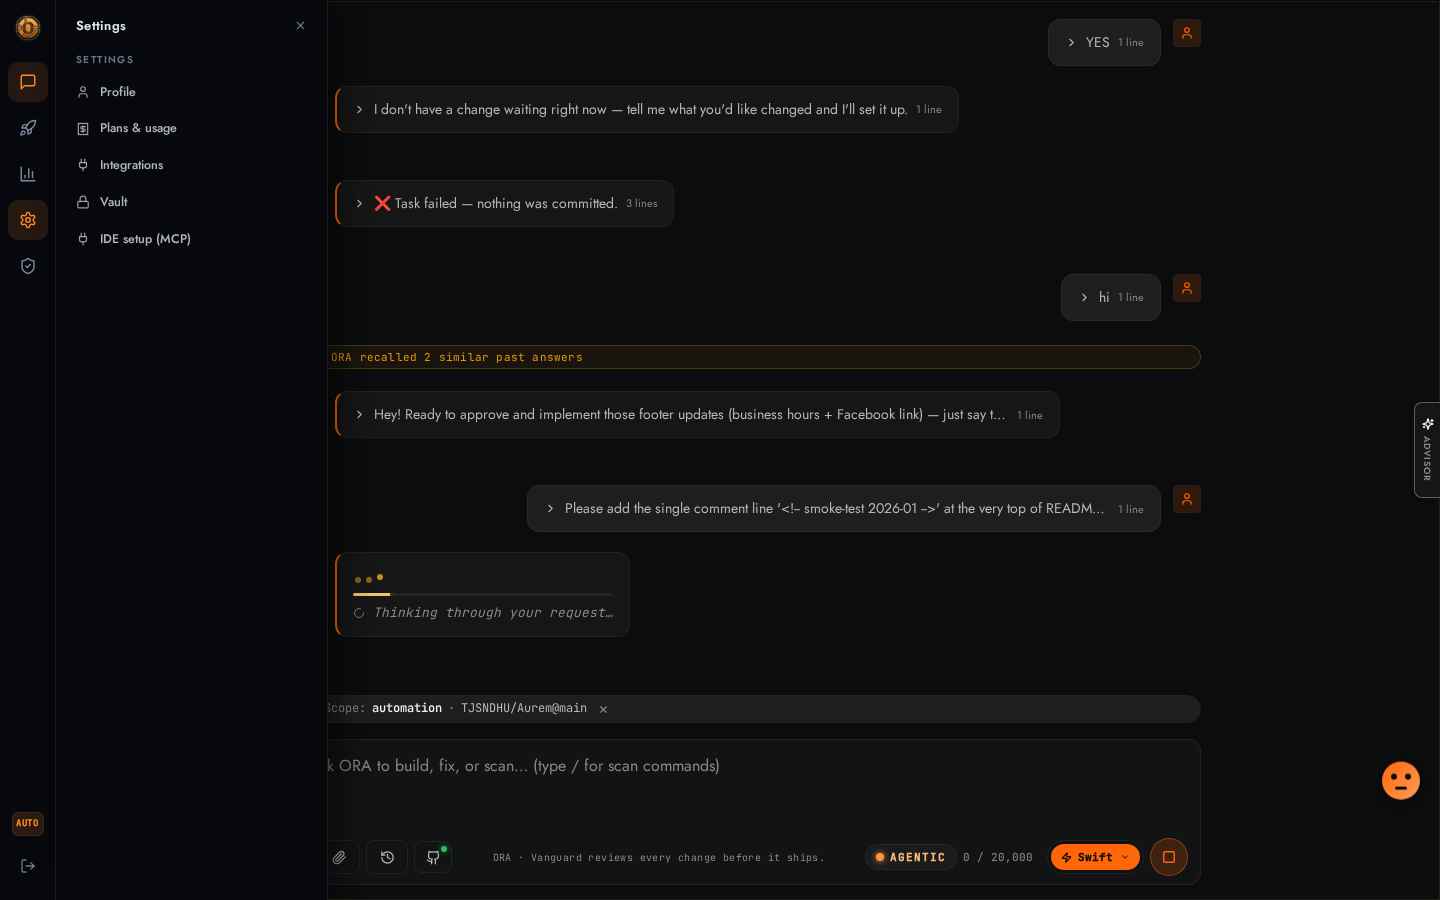 Settings
SETTINGS
Profile
Plans & usage
Integrations
Vault
IDE setup (MCP)
AUTO
YES 1 line
I don't have a change waiting right now — tell me what you'd like changed and I'll set it up. 1 line
❌ Task failed — nothing was committed. 3 lines
hi 1 line
ORA recalled 2 similar past answers
Hey! Ready to approve and implement those footer updates (business hours + Facebook link) — just say t... 1 line
Please add the single comment line '<!-- smoke-test 2026-01 -->' at the very top of READM... 1 line
Thinking through your request…
Scope: automation · TJSNDHU/Aurem@main ×
k ORA to build, fix, or scan... (type / for scan commands)
ORA · Vanguard reviews every change before it ships.
AGENTIC 0 / 20,000
Swift
ADVISOR